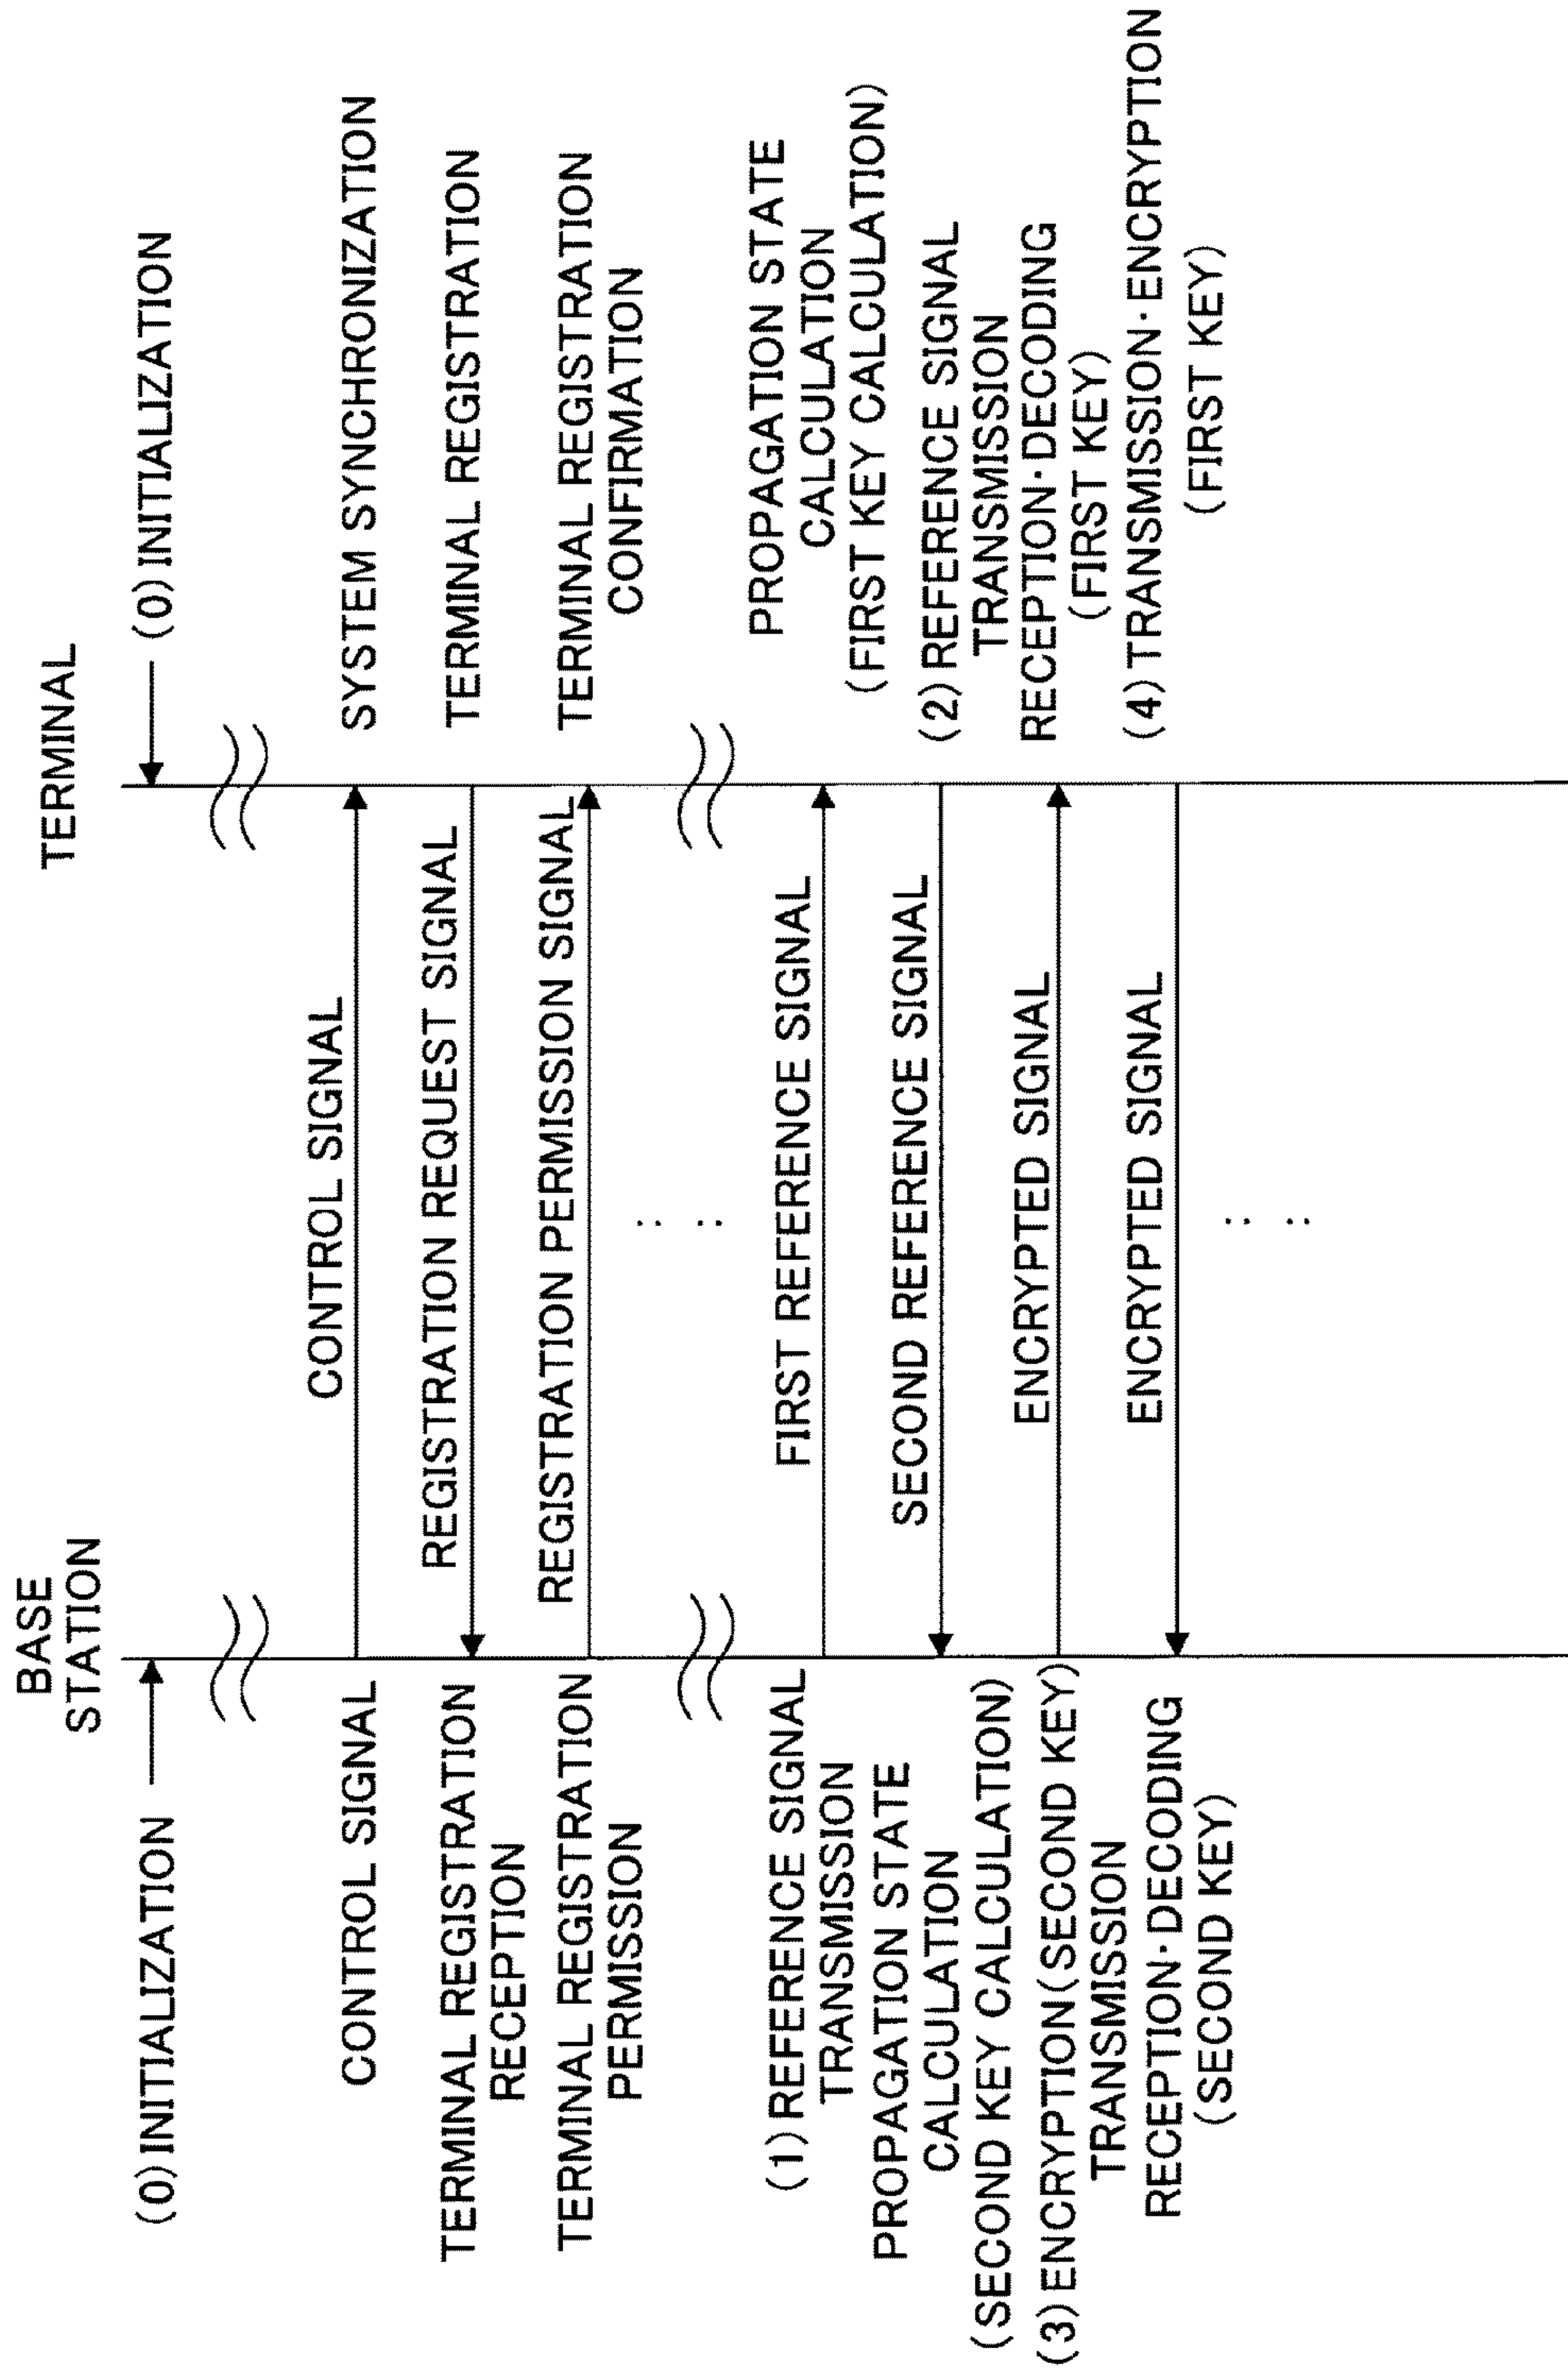 BASE
STATION
TERMINAL
(0) INITIALIZATION
(0) INITIALIZATION
CONTROL SIGNAL
CONTROL SIGNAL
SYSTEM SYNCHRONIZATION
TERMINAL REGISTRATION
RECEPTION
REGISTRATION REQUEST SIGNAL
TERMINAL REGISTRATION
TERMINAL REGISTRATION
PERMISSION
REGISTRATION PERMISSION SIGNAL
TERMINAL REGISTRATION
CONFIRMATION
(1) REFERENCE SIGNAL
TRANSMISSION
FIRST REFERENCE SIGNAL
PROPAGATION STATE
CALCULATION
(FIRST KEY CALCULATION)
PROPAGATION STATE
CALCULATION
(SECOND KEY CALCULATION)
SECOND REFERENCE SIGNAL
(2) REFERENCE SIGNAL
TRANSMISSION
(3) ENCRYPTION(SECOND KEY)
TRANSMISSION
ENCRYPTED SIGNAL
RECEPTION·DECODING
(FIRST KEY)
RECEPTION·DECODING
(SECOND KEY)
ENCRYPTED SIGNAL
(4) TRANSMISSION·ENCRYPTION
(FIRST KEY)